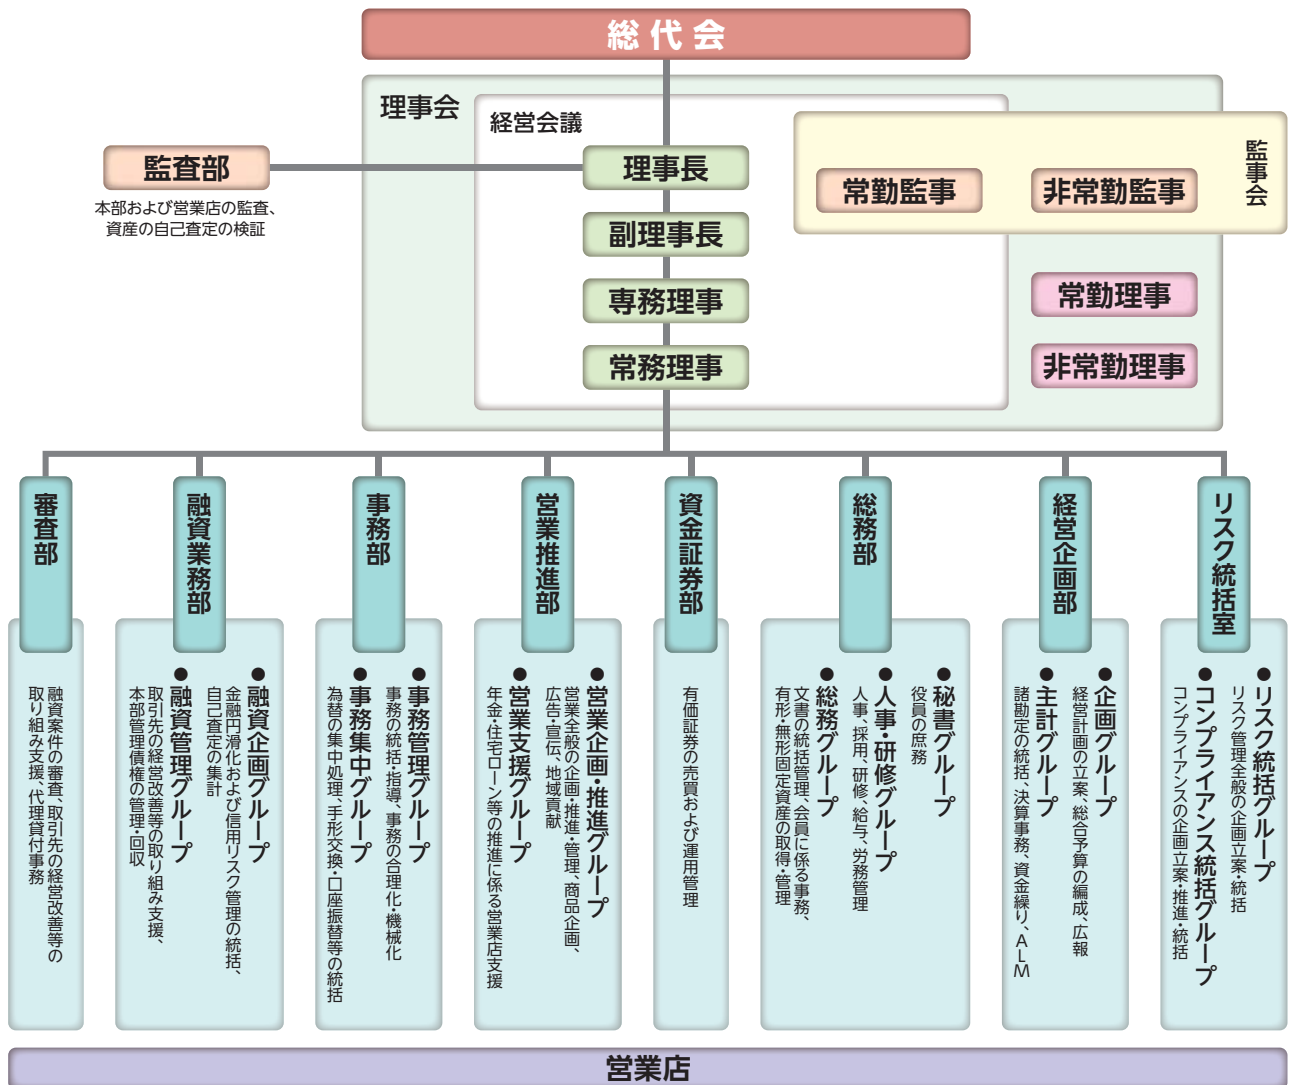 総代会
理事会
経営会議
監査部
本部および営業店の監査、
資産の自己査定の検証
理事長
副理事長
専務理事
常務理事
監事会
常勤監事
非常勤監事
常勤理事
非常勤理事
リスク統括室
●リスク統括グループ
リスク管理全般の企画立案・統括
●コンプライアンス統括グループ
コンプライアンスの企画立案・推進・統括
経営企画部
●企画グループ
経営計画の立案、総合予算の編成、広報
●主計グループ
諸勘定の統括、決算事務、資金繰り、ALM
総務部
●秘書グループ
役員の庶務
●人事・研修グループ
人事、採用、研修、給与、労務管理
●総務グループ
文書の統括管理、会員に係る事務、
有形・無形固定資産の取得・管理
資金証券部
有価証券の売買および運用管理
営業推進部
●営業企画・推進グループ
営業全般の企画・推進・管理、商品企画、
広告・宣伝、地域貢献
●営業支援グループ
年金・住宅ローン等の推進に係る営業店支援
事務部
●事務管理グループ
事務の統括・指導、事務の合理化・機械化
●事務集中グループ
為替の集中処理、手形交換・口座振替等の統括
融資業務部
●融資企画グループ
金融円滑化および信用リスク管理の統括、
自己査定の集計
●融資管理グループ
取引先の経営改善等の取り組み支援、
本部管理債権の管理・回収
審査部
融資案件の審査、取引先の経営改善等の
取り組み支援、代理貸付事務
営業店